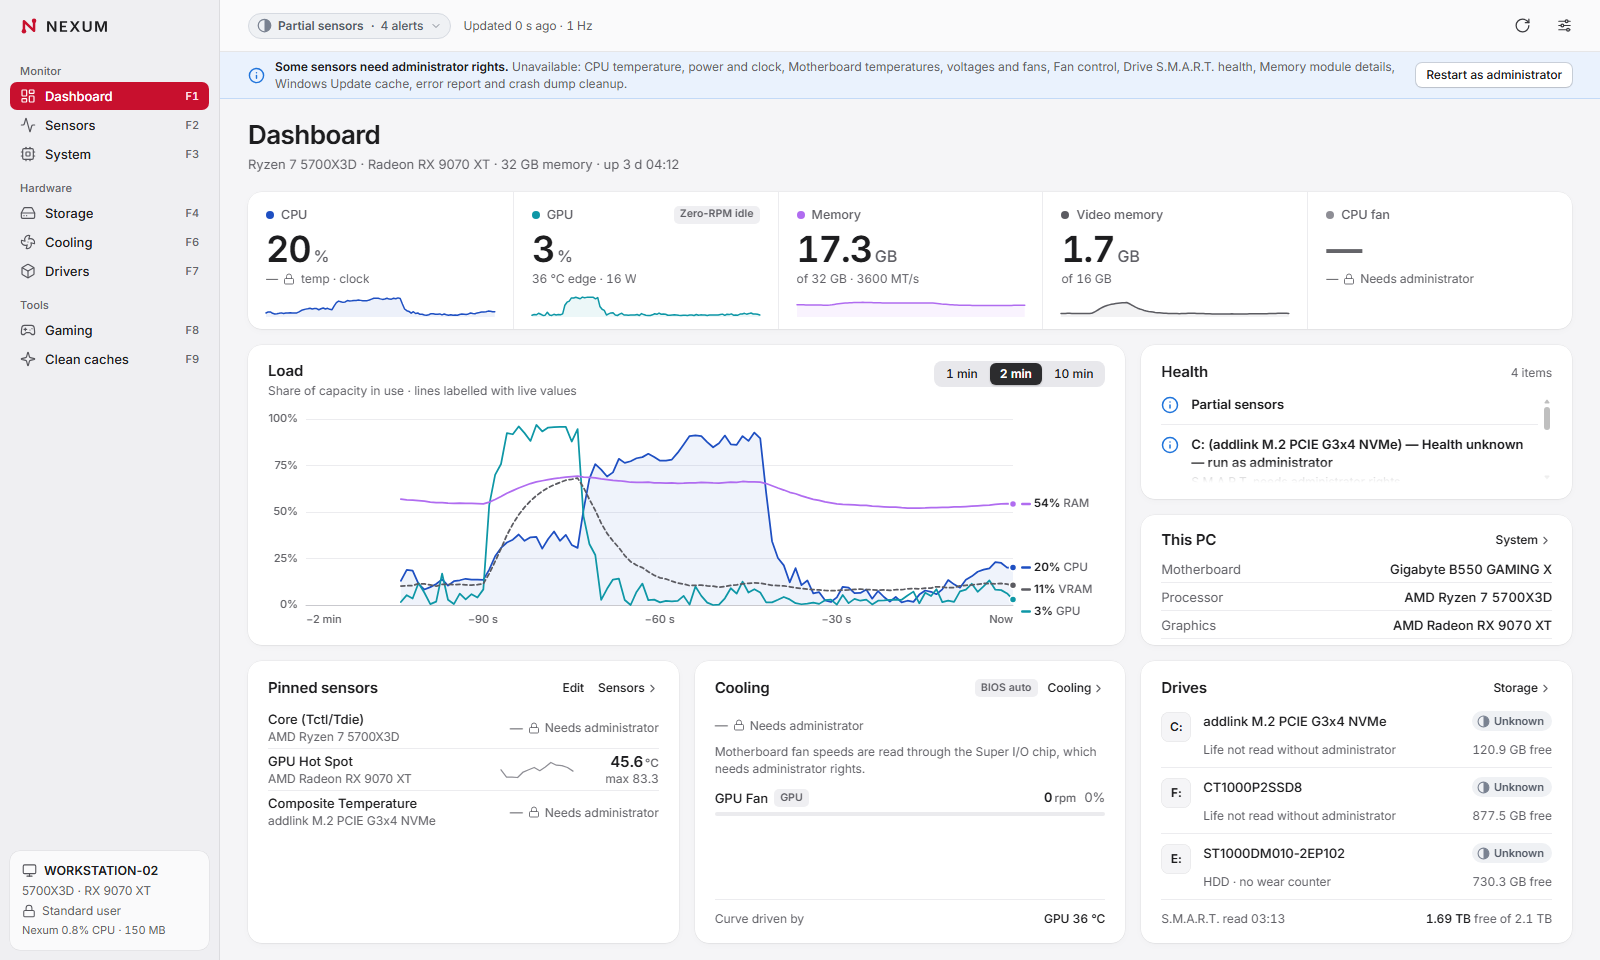 NEXUM
Partial sensors · 4 alerts
Updated 0 s ago · 1 Hz
Some sensors need administrator rights. Unavailable: CPU temperature, power and clock, Motherboard temperatures, voltages and fans, Fan control, Drive S.M.A.R.T. health, Memory module details,
Windows Update cache, error report and crash dump cleanup.
Restart as administrator
Monitor
Dashboard F1
Sensors F2
System F3
Hardware
Storage F4
Cooling F6
Drivers F7
Tools
Gaming F8
Clean caches F9
WORKSTATION-02
5700X3D · RX 9070 XT
Standard user
Nexum 0.8% CPU · 150 MB
Dashboard
Ryzen 7 5700X3D · Radeon RX 9070 XT · 32 GB memory · up 3 d 04:12
CPU
20 %
— temp · clock
GPU
Zero-RPM idle
3 %
36 °C edge · 16 W
Memory
17.3 GB
of 32 GB · 3600 MT/s
Video memory
1.7 GB
of 16 GB
CPU fan
—
— Needs administrator
Load
Share of capacity in use · lines labelled with live values
1 min
2 min
10 min
100%
75%
50%
25%
0%
−2 min
−90 s
−60 s
−30 s
Now
54% RAM
20% CPU
11% VRAM
3% GPU
Health
4 items
Partial sensors
C: (addlink M.2 PCIE G3x4 NVMe) — Health unknown
— run as administrator
S.M.A.R.T. needs administrator rights
This PC
System
Motherboard Gigabyte B550 GAMING X
Processor AMD Ryzen 7 5700X3D
Graphics AMD Radeon RX 9070 XT
Pinned sensors
Edit
Sensors
Core (Tctl/Tdie)
AMD Ryzen 7 5700X3D
— Needs administrator
GPU Hot Spot
AMD Radeon RX 9070 XT
45.6 °C
max 83.3
Composite Temperature
addlink M.2 PCIE G3x4 NVMe
— Needs administrator
Cooling
BIOS auto
Cooling
— Needs administrator
Motherboard fan speeds are read through the Super I/O chip, which
needs administrator rights.
GPU Fan GPU
0 rpm 0%
Curve driven by GPU 36 °C
Drives
Storage
C:
addlink M.2 PCIE G3x4 NVMe
Unknown
Life not read without administrator
120.9 GB free
F:
CT1000P2SSD8
Unknown
Life not read without administrator
877.5 GB free
E:
ST1000DM010-2EP102
Unknown
HDD · no wear counter
730.3 GB free
S.M.A.R.T. read 03:13
1.69 TB free of 2.1 TB